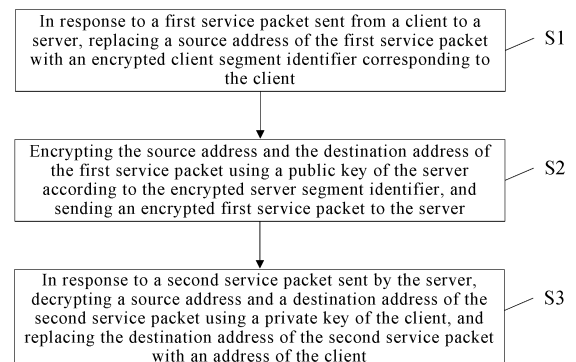 In response to a first service packet sent from a client to a
server, replacing a source address of the first service packet
with an encrypted client segment identifier corresponding to
the client
S1
Encrypting the source address and the destination address of
the first service packet using a public key of the server
according to the encrypted server segment identifier, and
sending an encrypted first service packet to the server
S2
In response to a second service packet sent by the server,
decrypting a source address and a destination address of the
second service packet using a private key of the client, and
replacing the destination address of the second service packet
with an address of the client
S3